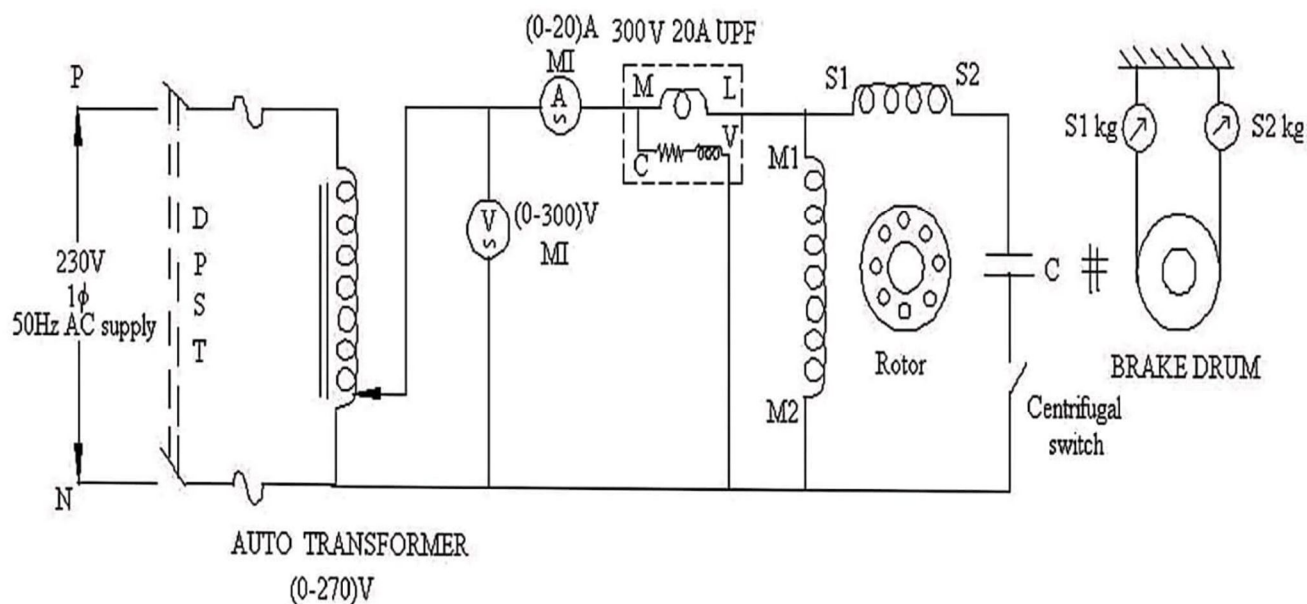 (0-20)A 300V 20A UPF
MI
P
M
L
S1
S2
A
S1 kg
S2 kg
C
V
M1
D
P
S
T
V
(0-300)V
MI
230V
1ϕ
50Hz AC supply
C
Rotor
BRAKE DRUM
M2
Centrifugal
switch
N
AUTO TRANSFORMER
(0-270)V